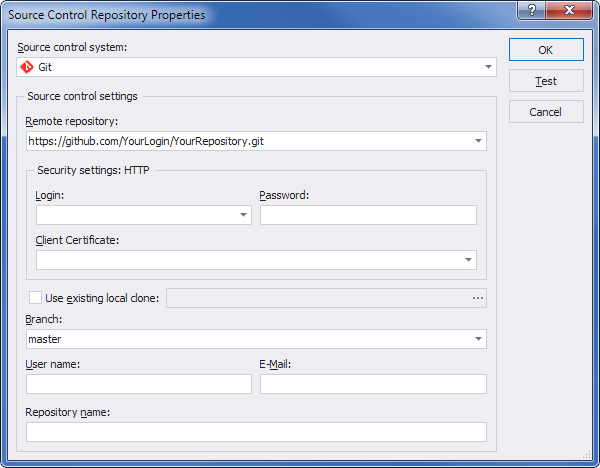 Source Control Repository Properties
?
Source control system:
Git
OK
Test
Cancel
Source control settings
Remote repository:
https://github.com/YourLogin/YourRepository.git
Security settings: HTTP
Login: Password:
Client Certificate:
Use existing local clone: ...
Branch:
master
User name: E-Mail:
Repository name: